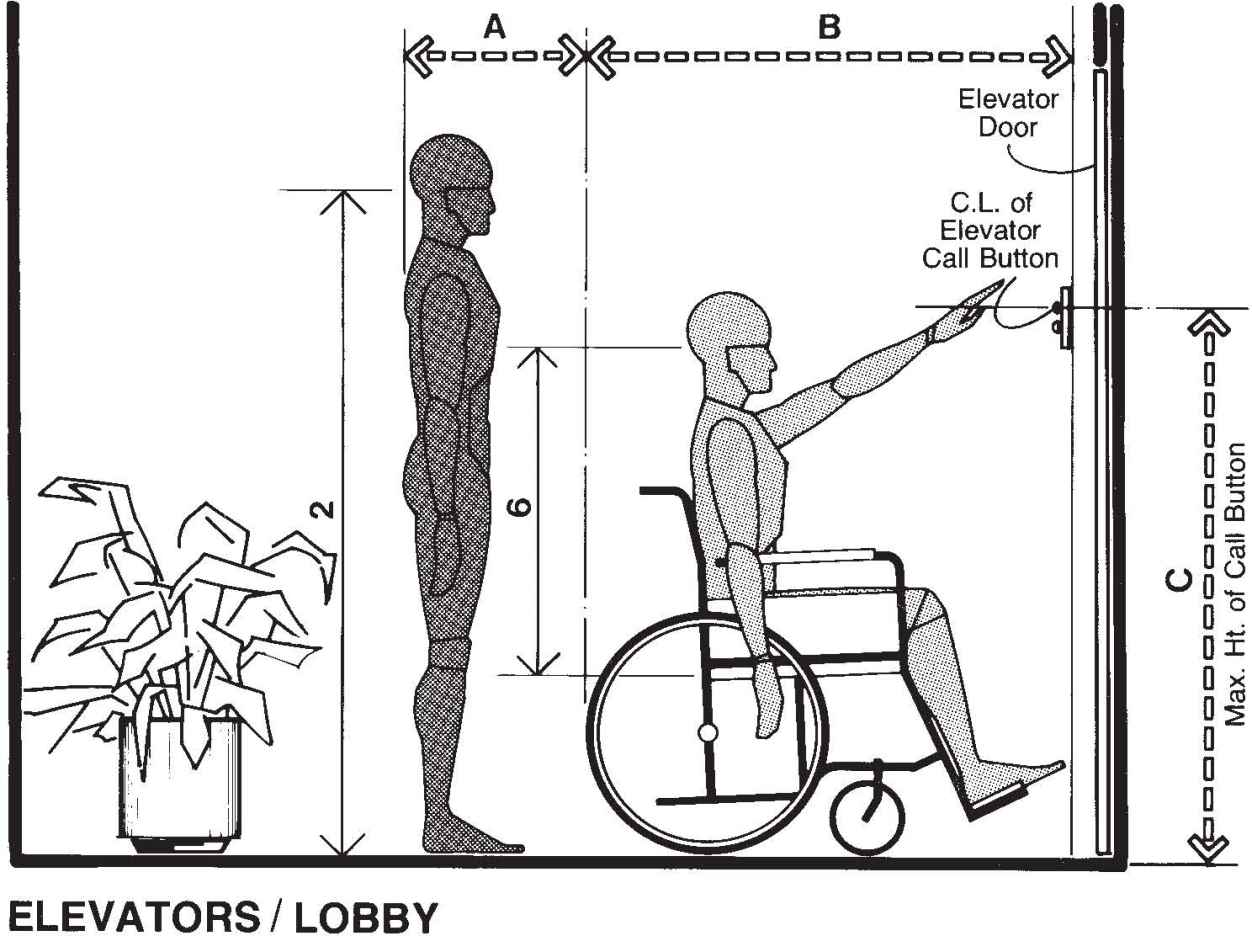 A
B
Elevator
Door
C.L. of
Elevator
Call Button
2
6
C
Max. Ht. of Call Button
ELEVATORS / LOBBY